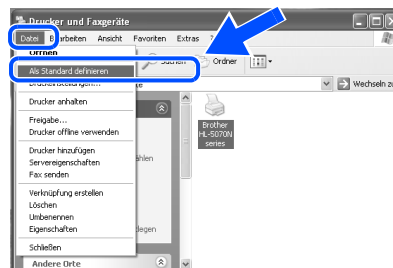 Drucker und Faxgeräte
Datei Bearbeiten Ansicht Favoriten Extras ?
Öffnen
Suchen Ordner
Als Standard definieren
Druckeinstellungen...
Wechseln zu
Drucker anhalten
Freigabe...
Drucker offline verwenden
Brother
HL-5070N
series
Drucker hinzufügen
Servereigenschaften
Fax senden
Verknüpfung erstellen
Löschen
Umbenennen
Eigenschaften
Schließen
Andere Orte